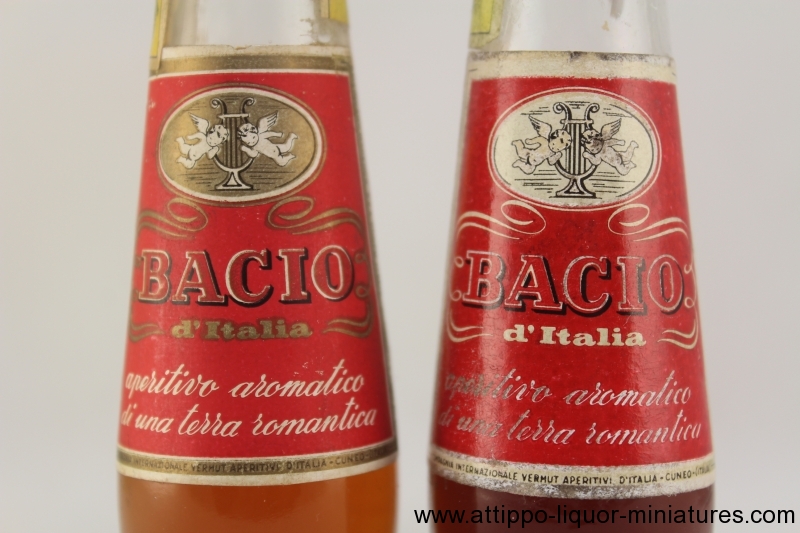 BACIO
d'Italia
aperitivo aromatico
di una terra romantica
INTERNAZIONALE VERMUT APERITIVI D'ITALIA - CUNEO
BACIO
d'Italia
aperitivo aromatico
di una terra romantica
INTERNAZIONALE VERMUT APERITIVI D'ITALIA - CUNEO
www.attippo-liquor-miniatures.com